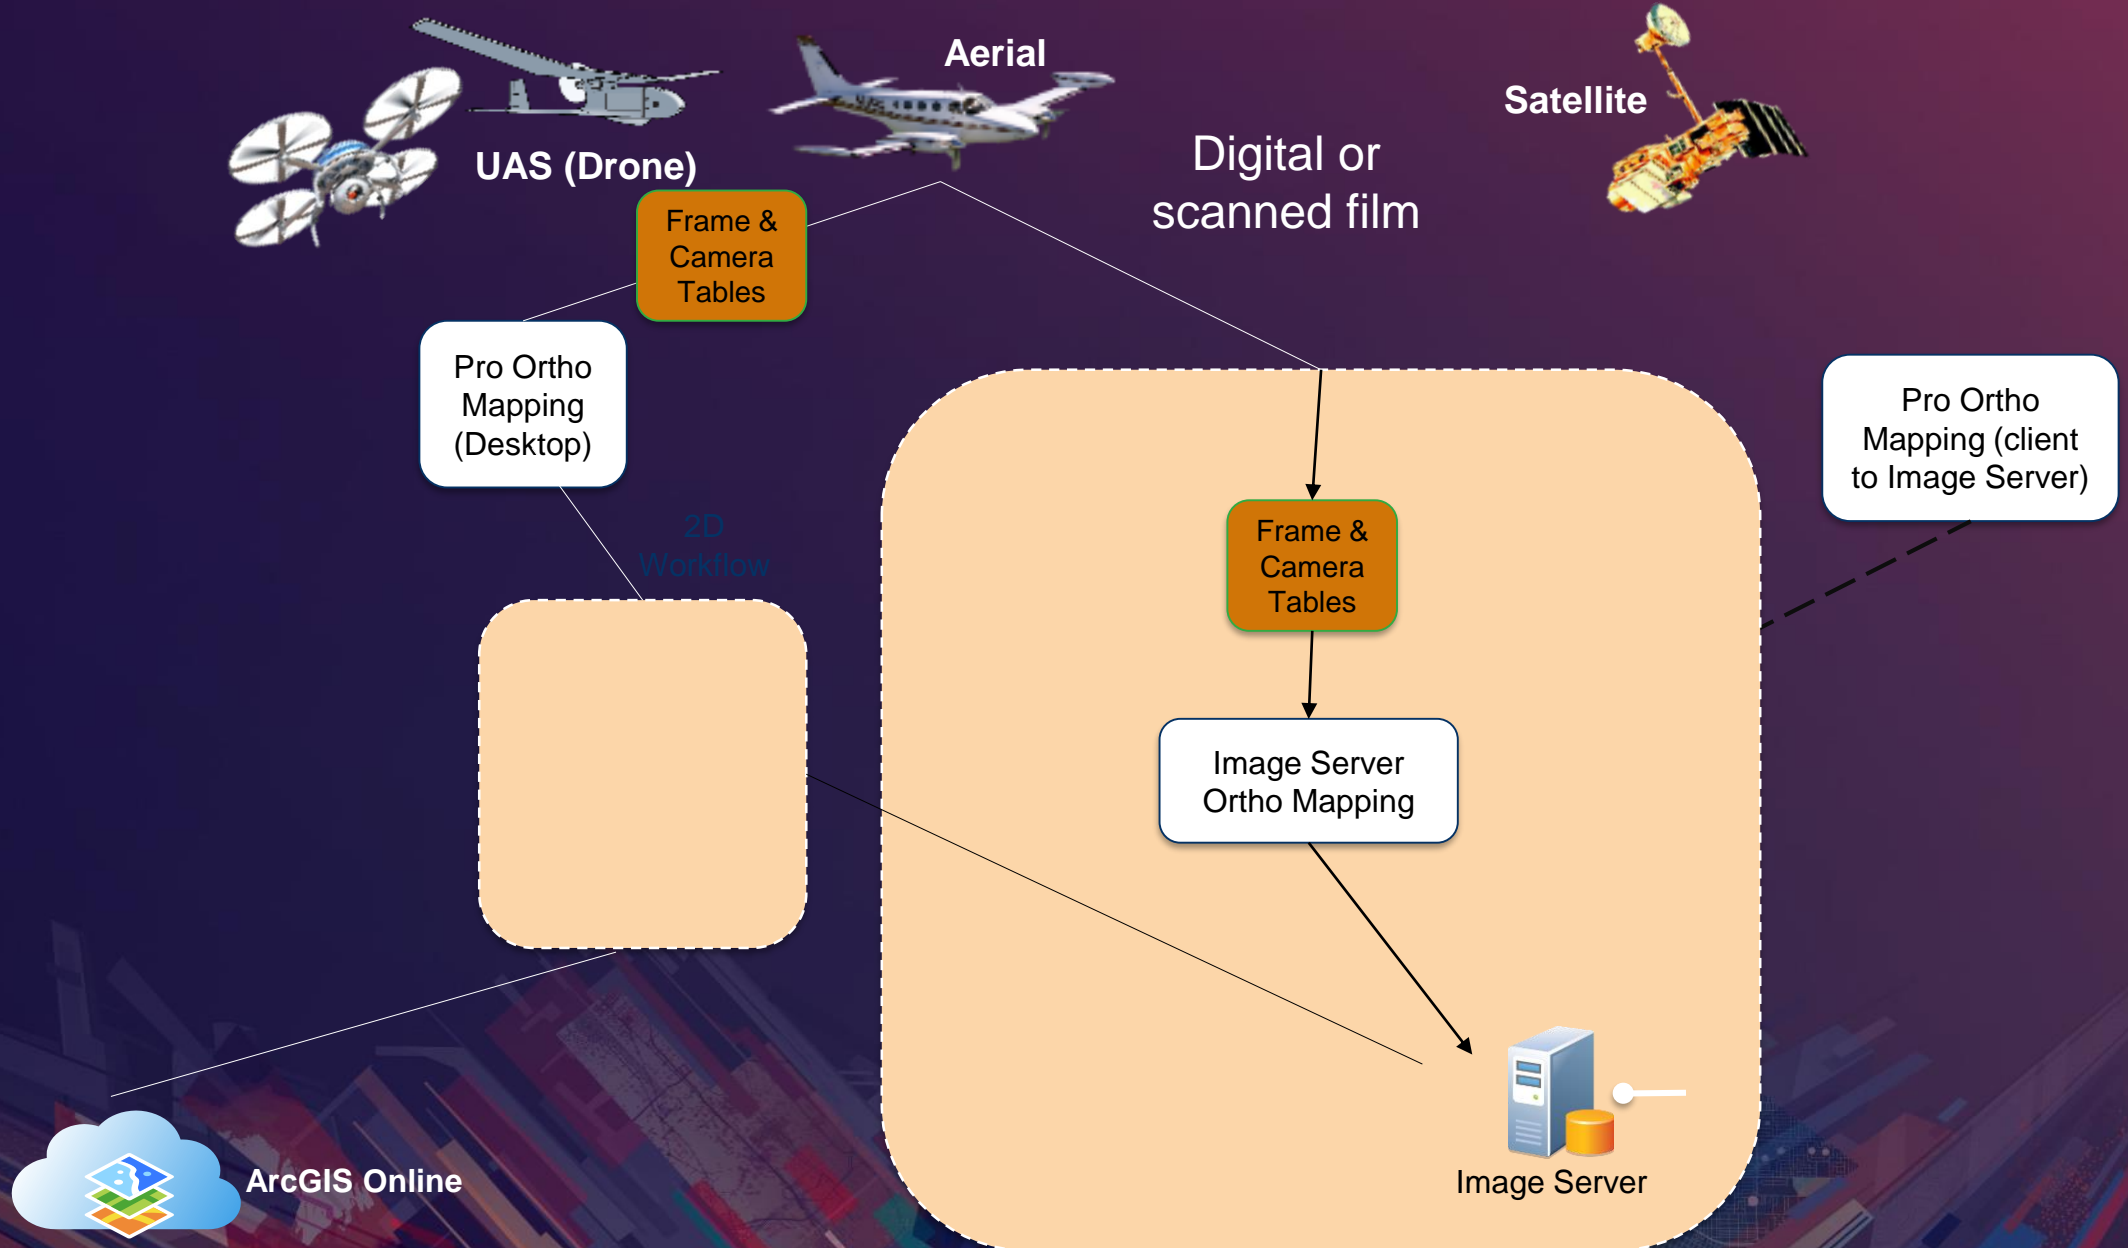 Aerial
Satellite
UAS (Drone)
Digital or
scanned film
Frame &
Camera
Tables
Pro Ortho
Mapping
(Desktop)
Pro Ortho
Mapping (client
to Image Server)
2D
Workflow
Frame &
Camera
Tables
Image Server
Ortho Mapping
ArcGIS Online
Image Server